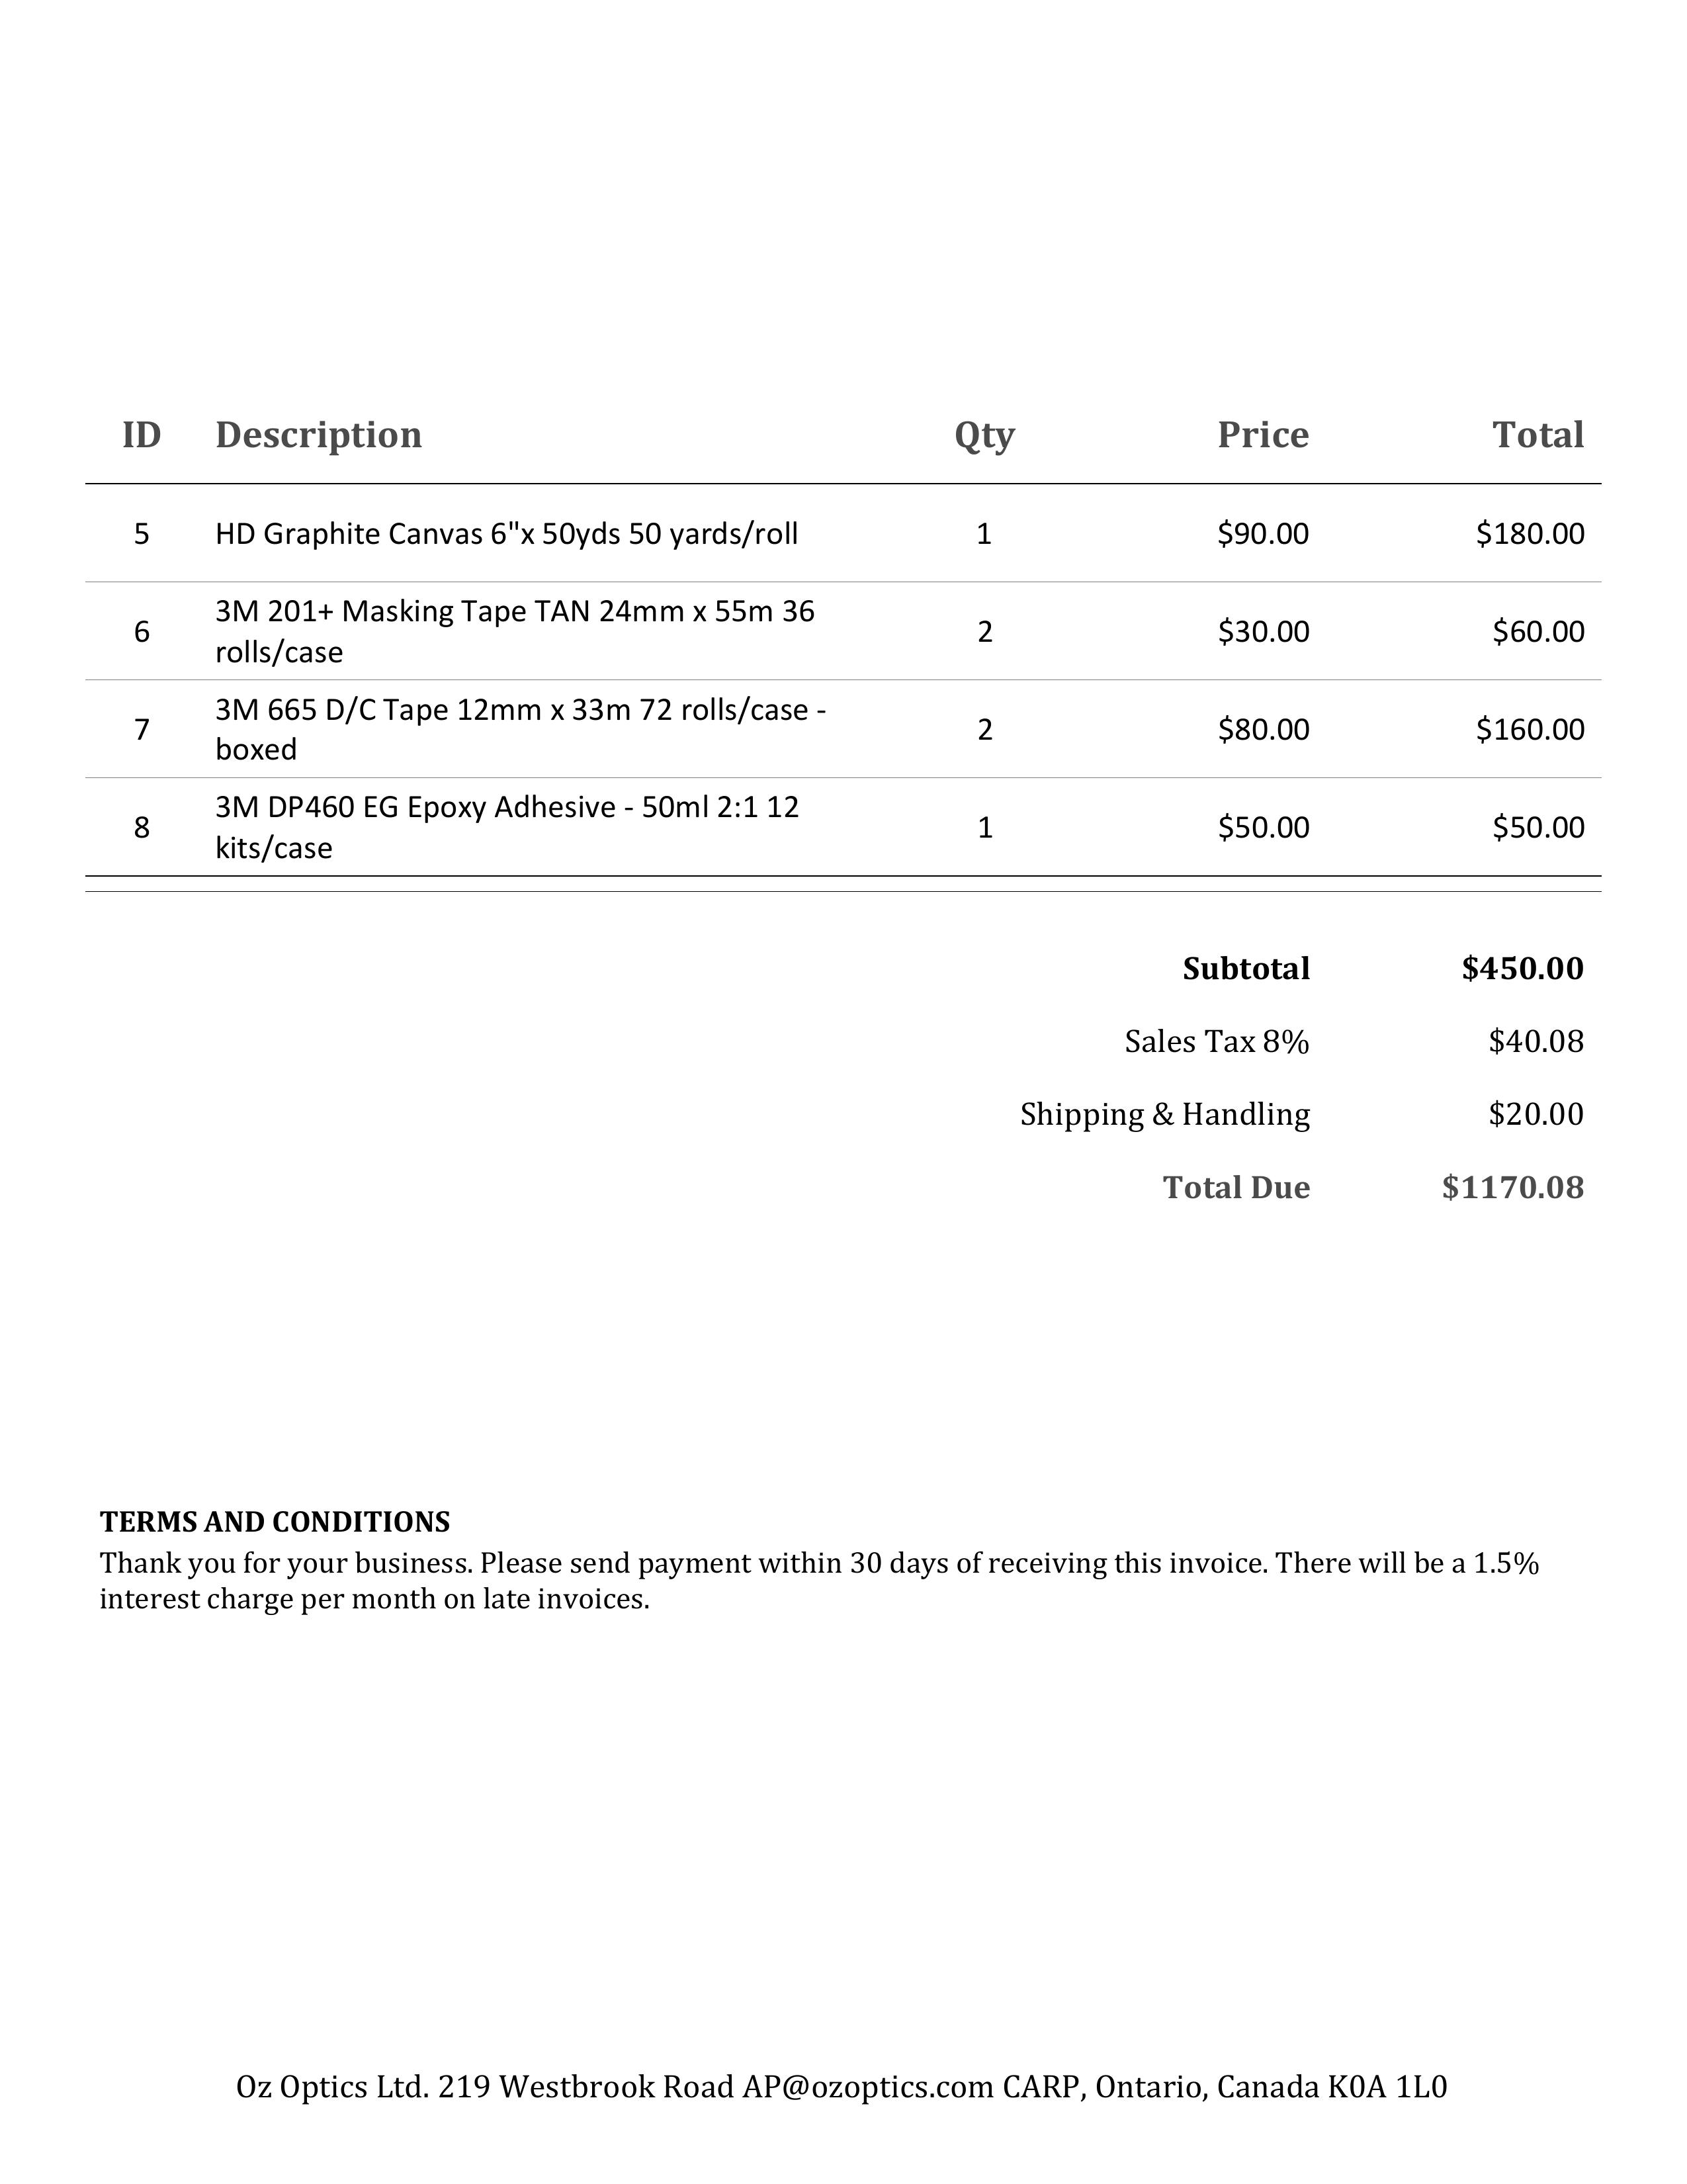 ID Description Qty Price Total
5 HD Graphite Canvas 6"x 50yds 50 yards/roll 1 $90.00 $180.00
3M 201+ Masking Tape TAN 24mm x 55m 36
6 2 $30.00 $60.00
rolls/case
3M 665 D/C Tape 12mm x 33m 72 rolls/case -
7 2 $80.00 $160.00
boxed
3M DP460 EG Epoxy Adhesive - 50ml 2:1 12
8 1 $50.00 $50.00
kits/case
Subtotal $450.00
Sales Tax 8% $40.08
Shipping & Handling $20.00
Total Due $1170.08
TERMS AND CONDITIONS
Thank you for your business. Please send payment within 30 days of receiving this invoice. There will be a 1.5%
interest charge per month on late invoices.
Oz Optics Ltd. 219 Westbrook Road AP@ozoptics.com CARP, Ontario, Canada K0A 1L0